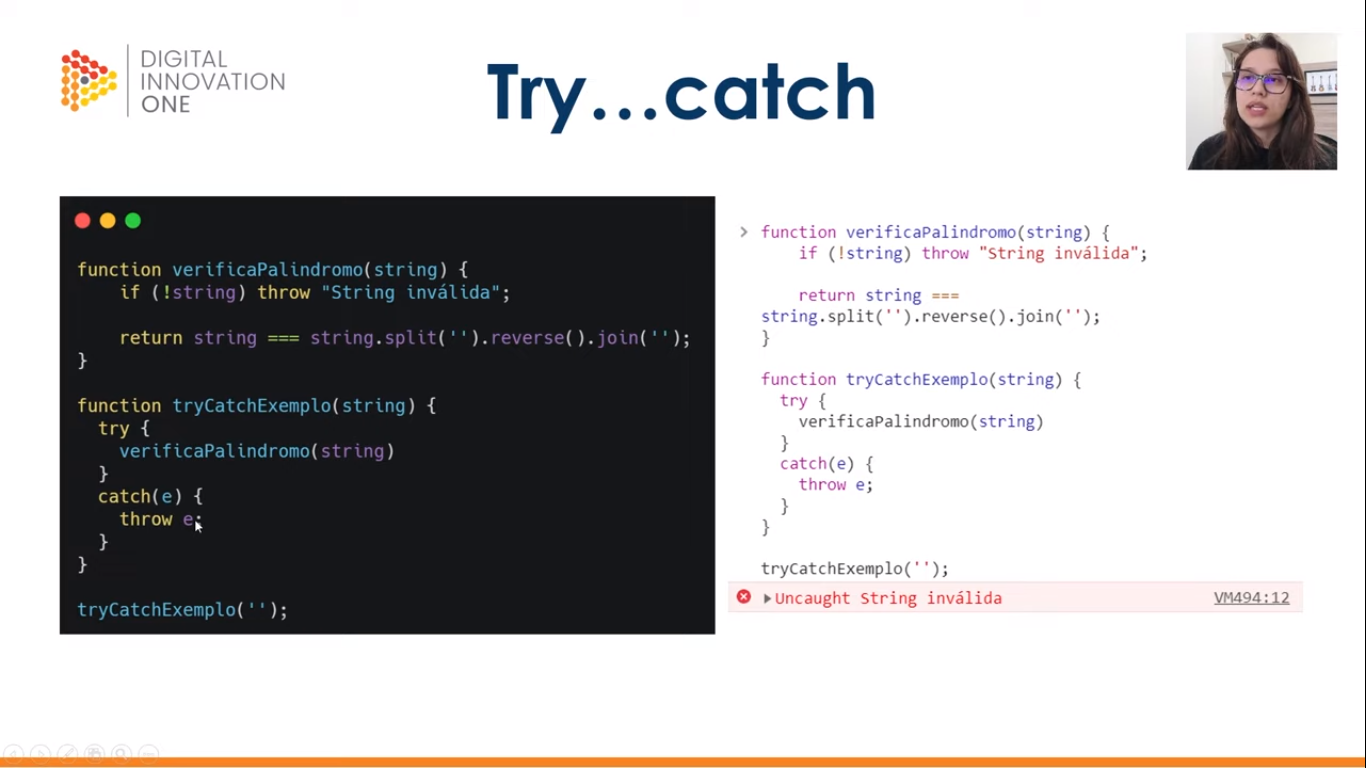 DIGITAL
INNOVATION
ONE
Try...catch
function verificaPalindromo(string) {
if (!string) throw "String inválida";
return string === string.split('').reverse().join('');
}
function tryCatchExemplo(string) {
try {
verificaPalindromo(string)
}
catch(e) {
throw e;
}
}
tryCatchExemplo('');
> function verificaPalindromo(string) {
if (!string) throw "String inválida";
return string ===
string.split('').reverse().join('');
}
function tryCatchExemplo(string) {
try {
verificaPalindromo(string)
}
catch(e) {
throw e;
}
}
tryCatchExemplo('');
Uncaught String inválida VM494:12